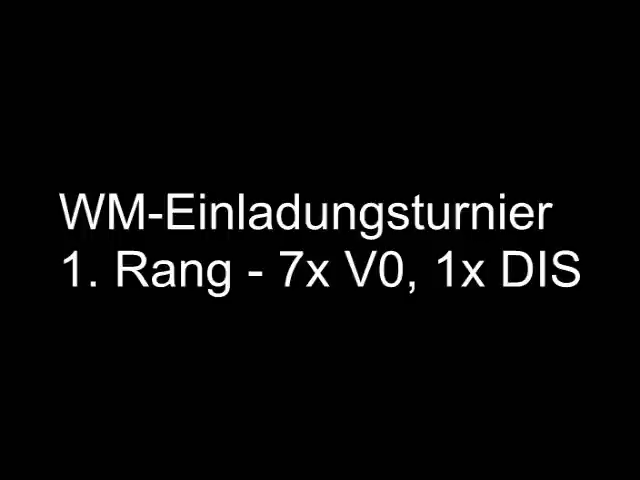 WM-Einladungsturnier
1. Rang - 7x V0, 1x DIS